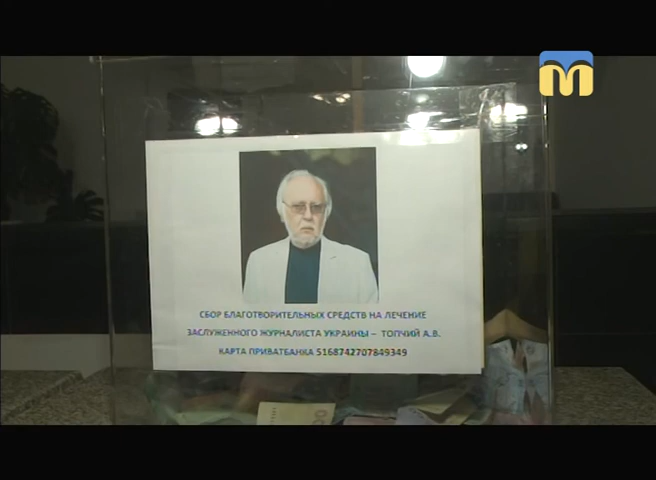 СБОР БЛАГОТВОРИТЕЛЬНЫХ СРЕДСТВ НА ЛЕЧЕНИЕ
ЗАСЛУЖЕННОГО ЖУРНАЛИСТА УКРАИНЫ – ТОПЧИЙ А.В.
КАРТА ПРИВАТБАНКА 5168742707849349